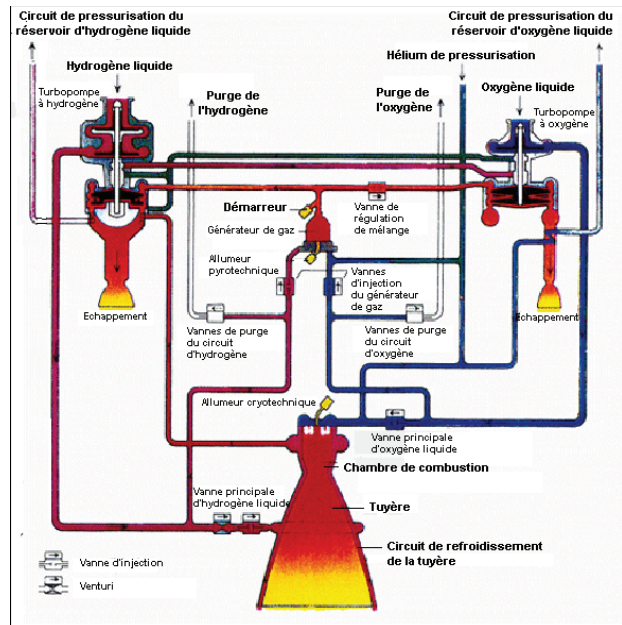 Circuit de pressurisation du
réservoir d'hydrogène liquide
Circuit de pressurisation du
réservoir d'oxygène liquide
Hydrogène liquide
Hélium de pressurisation
Turbopompe
à hydrogène
Purge de
l'hydrogène
Purge de
l'oxygène
Oxygène liquide
Turbopompe
à oxygène
Démarreur
Vanne de
régulation
de mélange
Générateur de gaz
Allumeur
pyrotechnique
Vannes
d'injection
du générateur
de gaz
Echappement
Echappement
Vannes de purge
du circuit
d'hydrogène
Vannes de purge
du circuit
d'oxygène
Allumeur cryotechnique
Vanne principale
d'oxygène liquide
Chambre de combustion
Vanne principale
d'hydrogène liquide
Tuyère
Circuit de refroidissement
de la tuyère
Vanne d'injection
Venturi